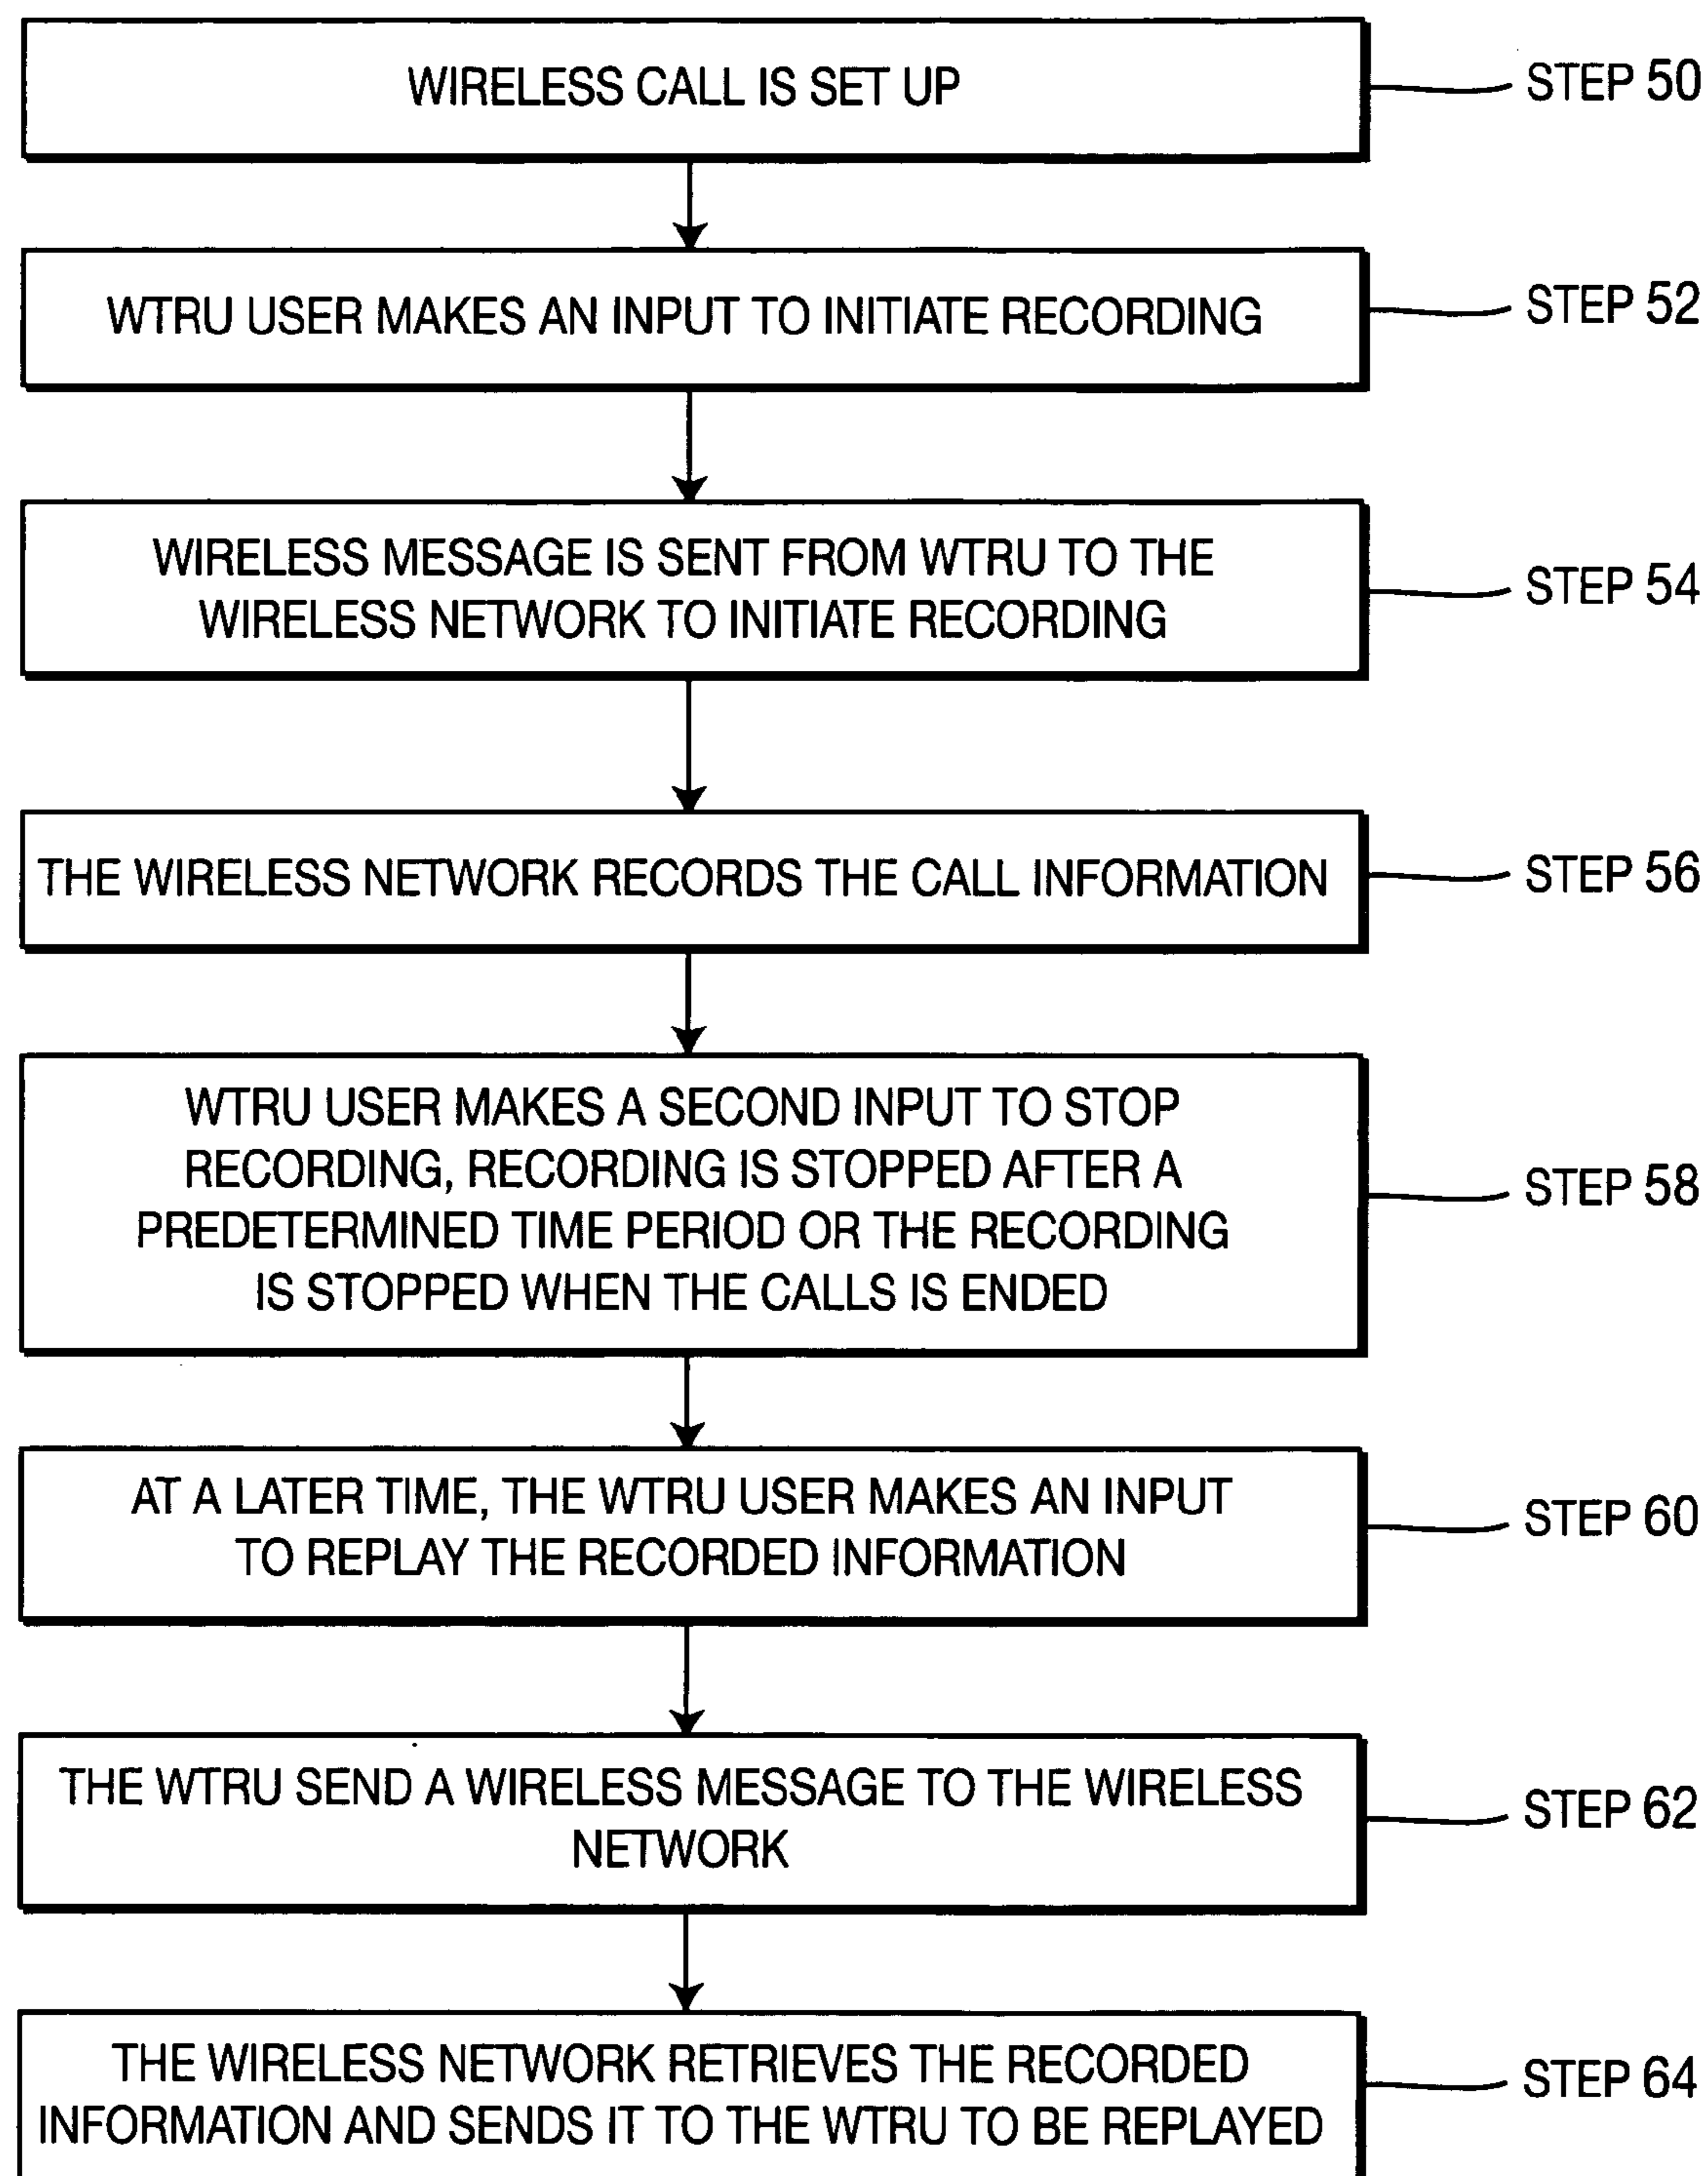 WIRELESS CALL IS SET UP
STEP 50
WTRU USER MAKES AN INPUT TO INITIATE RECORDING
STEP 52
WIRELESS MESSAGE IS SENT FROM WTRU TO THE
WIRELESS NETWORK TO INITIATE RECORDING
STEP 54
THE WIRELESS NETWORK RECORDS THE CALL INFORMATION
STEP 56
WTRU USER MAKES A SECOND INPUT TO STOP
RECORDING, RECORDING IS STOPPED AFTER A
PREDETERMINED TIME PERIOD OR THE RECORDING
IS STOPPED WHEN THE CALLS IS ENDED
STEP 58
AT A LATER TIME, THE WTRU USER MAKES AN INPUT
TO REPLAY THE RECORDED INFORMATION
STEP 60
THE WTRU SEND A WIRELESS MESSAGE TO THE WIRELESS
NETWORK
STEP 62
THE WIRELESS NETWORK RETRIEVES THE RECORDED
INFORMATION AND SENDS IT TO THE WTRU TO BE REPLAYED
STEP 64